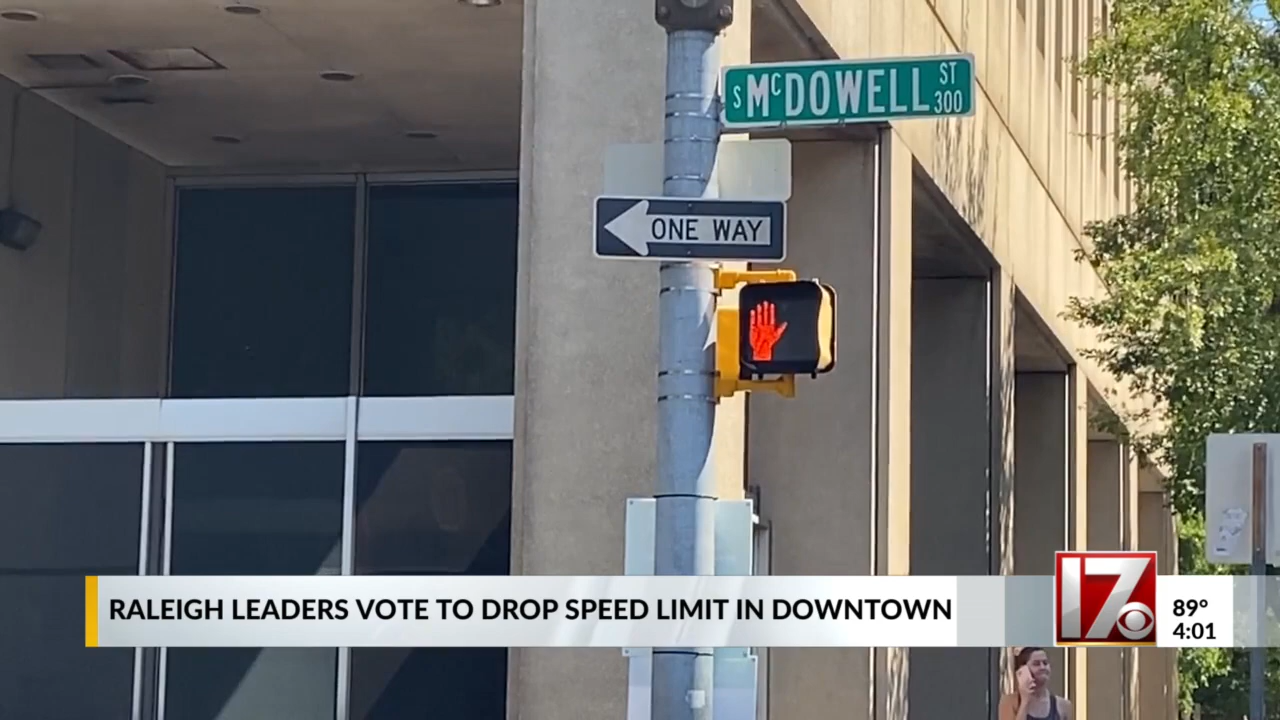 S McDOWELL ST 300
ONE WAY
RALEIGH LEADERS VOTE TO DROP SPEED LIMIT IN DOWNTOWN
17
89°
4:01